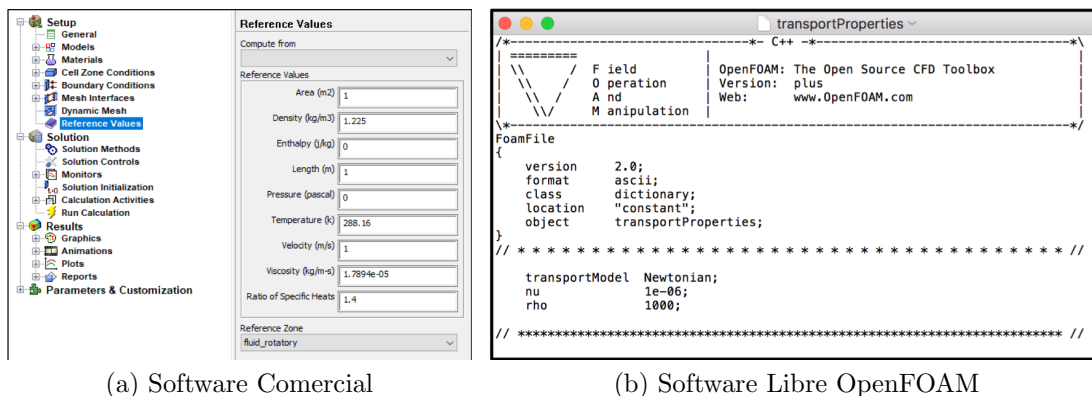 Setup
General
Models
Materials
Cell Zone Conditions
Boundary Conditions
Mesh Interfaces
Dynamic Mesh
Reference Values
Solution
Solution Methods
Solution Controls
Monitors
Solution Initialization
Calculation Activities
Run Calculation
Results
Graphics
Animations
Plots
Reports
Parameters & Customization
Reference Values
Compute from
Reference Values
Area (m2) 1
Density (kg/m3) 1.225
Enthalpy (j/kg) 0
Length (m) 1
Pressure (pascal) 0
Temperature (k) 288.16
Velocity (m/s) 1
Viscosity (kg/m-s) 1.7894e-05
Ratio of Specific Heats 1.4
Reference Zone
fluid_rotatory
(a) Software Comercial
transportProperties
/*---------------------------------*- C++ -*-----------------------------------*\
| =========                 |                                                 |
| \\      /  F ield         | OpenFOAM: The Open Source CFD Toolbox           |
|  \\    /   O peration     | Version:  plus                                  |
|   \\  /    A nd           | Web:      www.OpenFOAM.com                      |
|    \\/     M anipulation  |                                                 |
\*---------------------------------------------------------------------------*/
FoamFile
{
    version     2.0;
    format      ascii;
    class       dictionary;
    location    "constant";
    object      transportProperties;
}
// * * * * * * * * * * * * * * * * * * * * * * * * * * * * * * * * * * * * * //
    transportModel  Newtonian;
    nu              1e-06;
    rho             1000;
// ************************************************************************* //
(b) Software Libre OpenFOAM